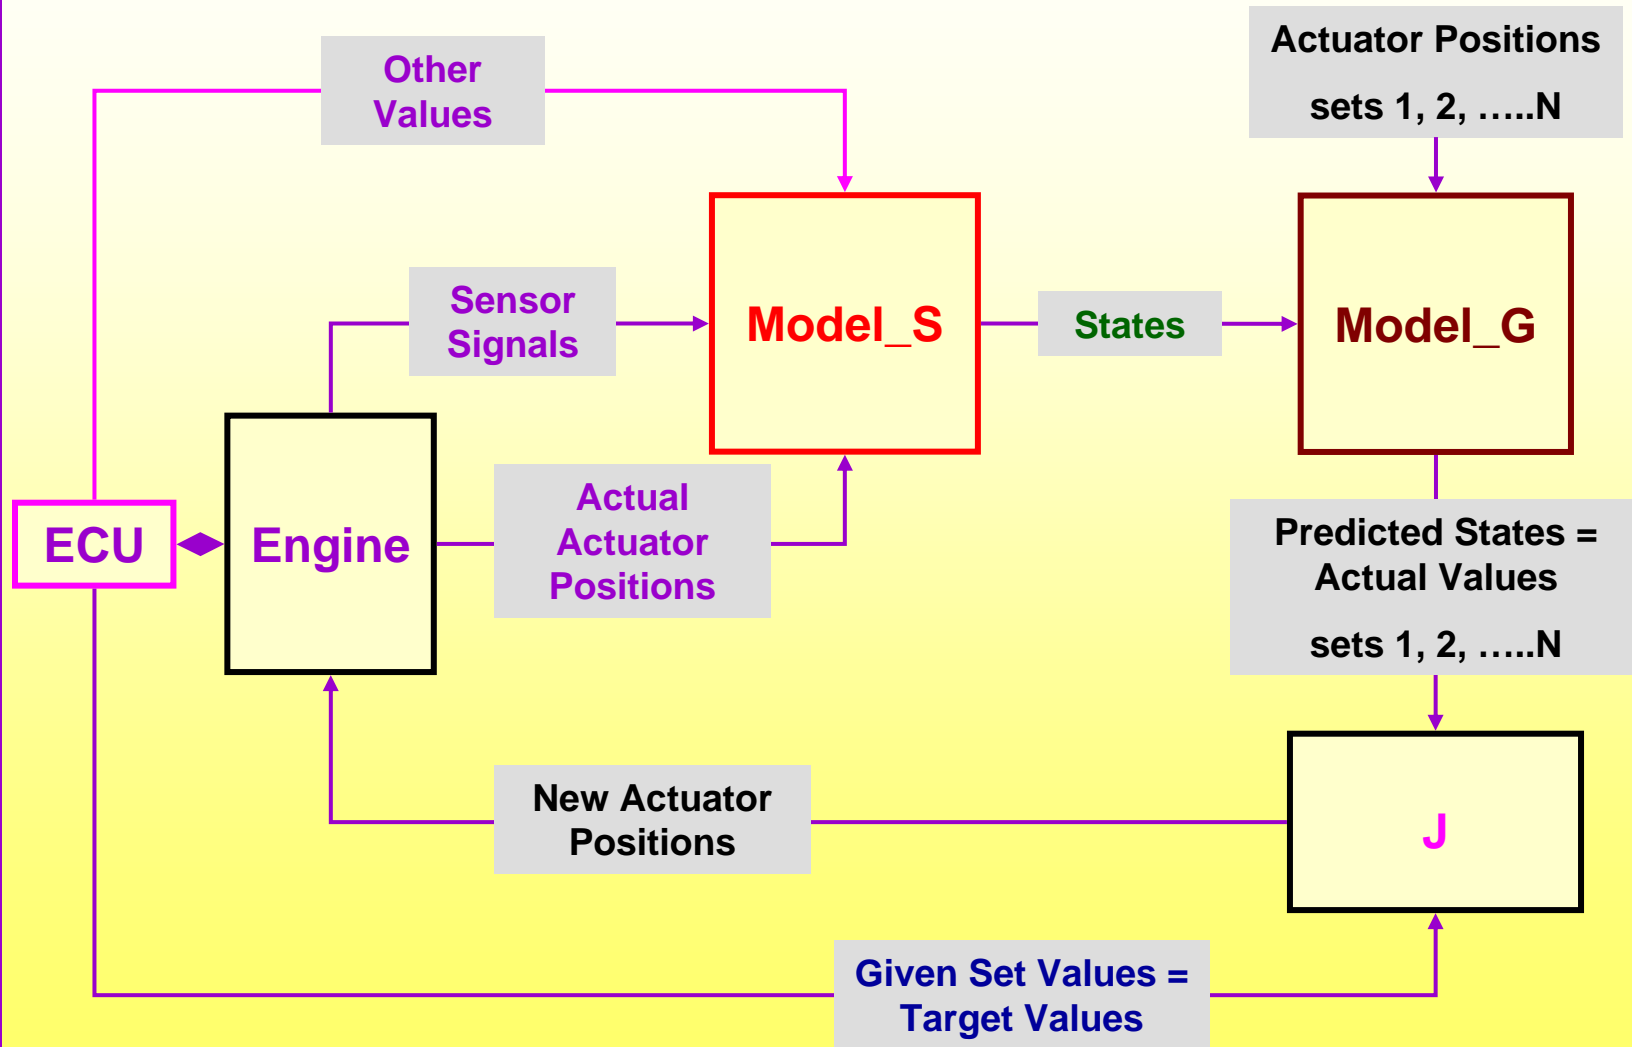 Other
Values
Actuator Positions
sets 1, 2, …..N
Sensor
Signals
Model_S
States
Model_G
ECU
Engine
Actual
Actuator
Positions
Predicted States =
Actual Values
sets 1, 2, …..N
New Actuator
Positions
J
Given Set Values =
Target Values